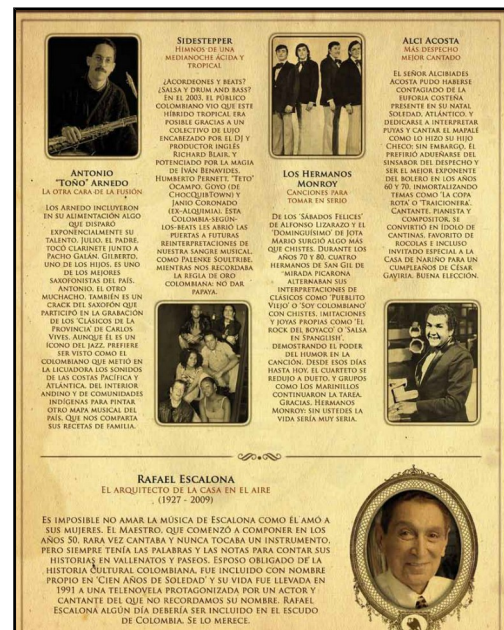 Antonio
"Toño" Arnedo
La otra cara de la fusión
Los Arnedo incluyeron
en su alimentación algo
que disparó
exponencialmente su
talento. Julio, el padre,
tocó clarinete junto a
Pacho Galán. Gilberto,
uno de los hijos, es uno
de los mejores
saxofonistas del país.
Antonio, el otro
muchacho, también es un
crack del saxofón que
participó en la grabación
de los 'Clásicos de La
Provincia' de Carlos
Vives. Aunque él es un
ícono del jazz, prefiere
ser visto como el
colombiano que metió en
la licuadora los sonidos
de las costas Pacífica y
Atlántica, del interior
andino y de comunidades
indígenas para pintar
otro mapa musical del
país. Que nos comparta
sus recetas de familia.
Sidestepper
Himnos de una
medianoche ácida y
tropical
¿Acordeones y beats?
¿Salsa y drum and bass?
En el 2003, el público
colombiano vio que este
híbrido tropical era
posible gracias a un
colectivo de lujo
encabezado por el DJ y
productor inglés
Richard Blair, y
potenciado por la magia
de Iván Benavides,
Humberto Pernett, "Teto"
Ocampo, Goyo (de
ChocQuibTown) y
Janio Coronado
(ex-Alquimia). Esta
Colombia-según-
los-beats les abrió las
puertas a futuras
reinterpretaciones de
nuestra sangre musical,
como Palenke Soultribe,
mientras nos recordaba
la regla de oro
colombiana: no dar
papaya.
Los Hermanos
Monroy
Canciones para
tomar en serio
De los 'Sábados Felices'
de Alfonso Lizarazo y el
'Dominguísimo' de Jota
Mario surgió algo más
que chistes. Durante los
años 70 y 80, cuatro
hermanos de San Gil de
mirada picarona
alternaban sus
interpretaciones de
clásicos como 'Pueblito
Viejo' o 'Soy Colombiano'
con chistes, imitaciones
y joyas propias como 'El
rock del boyaco' o 'Salsa
en Spanglish',
demostrando el poder
del humor en la
canción. Desde esos días
hasta hoy, el cuarteto se
redujo a dueto, y grupos
como Los Marinillos
continuaron la tarea.
Gracias, Hermanos
Monroy: sin ustedes la
vida sería muy seria.
Alci Acosta
Más despecho
mejor cantado
El señor Alcibiades
Acosta pudo haberse
contagiado de la
euforia costeña
presente en su natal
Soledad, Atlántico, y
dedicarse a interpretar
puyas y cantar el mapalé
como lo hizo su hijo
Checo; sin embargo, él
prefirió adueñarse del
sinsabor del despecho y
ser el mejor exponente
del bolero en los años
60 y 70, inmortalizando
temas como 'La copa
rota' o 'Traicionera'.
Cantante, pianista y
compositor, se
convirtió en ídolo de
cantinas, favorito de
rocolas e incluso
invitado especial a la
Casa de Nariño para un
cumpleaños de César
Gaviria. Buena elección.
Rafael Escalona
El arquitecto de la casa en el aire
(1927 - 2009)
Es imposible no amar la música de Escalona como él amó a
sus mujeres. El Maestro, que comenzó a componer en los
años 50, rara vez cantaba y nunca tocaba un instrumento,
pero siempre tenía las palabras y las notas para contar sus
historias en vallenatos y paseos. Esposo obligado de la
historia cultural colombiana, fue incluido con nombre
propio en 'Cien Años de Soledad' y su vida fue llevada en
1991 a una telenovela protagonizada por un actor y
cantante del que no recordamos su nombre. Rafael
Escalona algún día debería ser incluido en el escudo
de Colombia. Se lo merece.